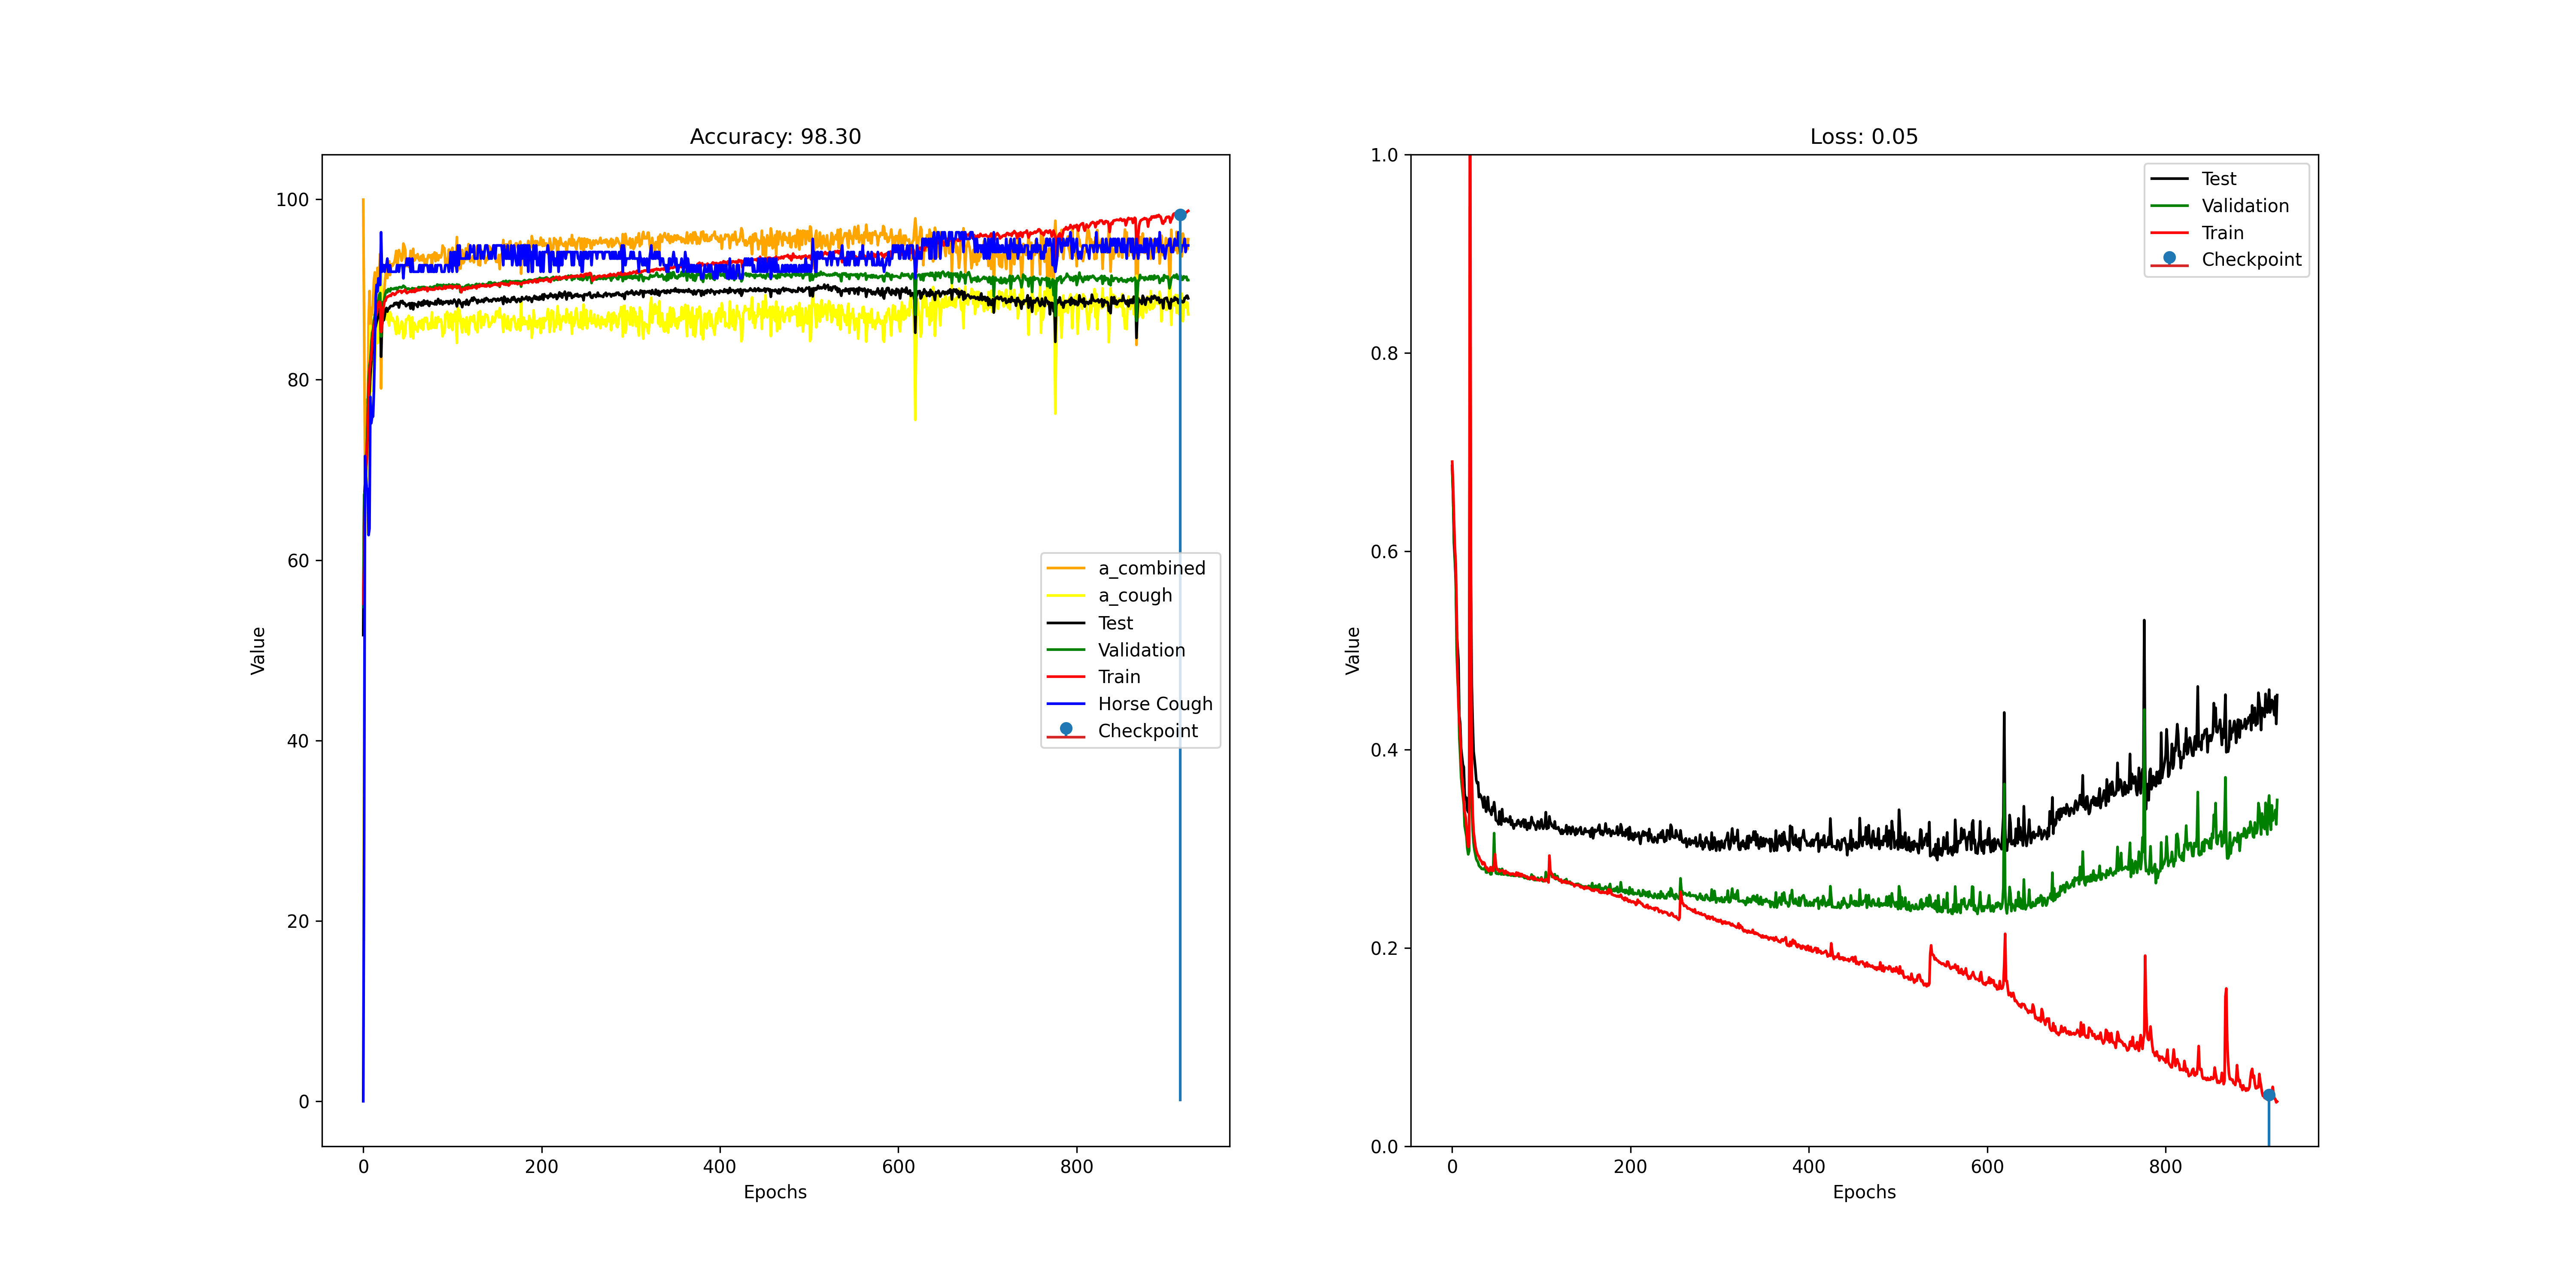 Accuracy: 98.30
100
80
60
40
20
0
Value
0 200 400 600 800
Epochs
a_combined
a_cough
Test
Validation
Train
Horse Cough
Checkpoint
Loss: 0.05
1.0
0.8
0.6
0.4
0.2
0.0
Value
0 200 400 600 800
Epochs
Test
Validation
Train
Checkpoint